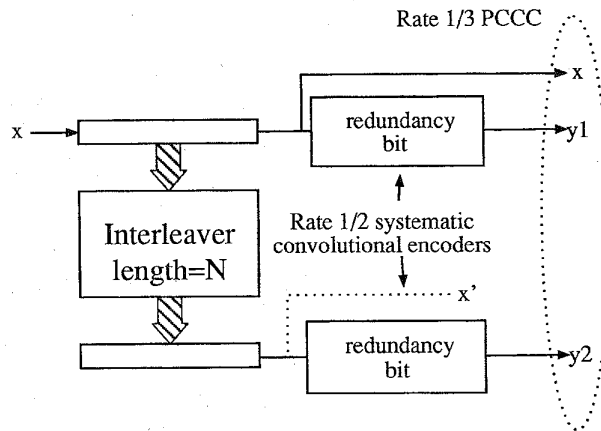 Rate 1/3 PCCC
x
x
redundancy
bit
y1
Interleaver
length=N
Rate 1/2 systematic
convolutional encoders
x'
redundancy
bit
y2